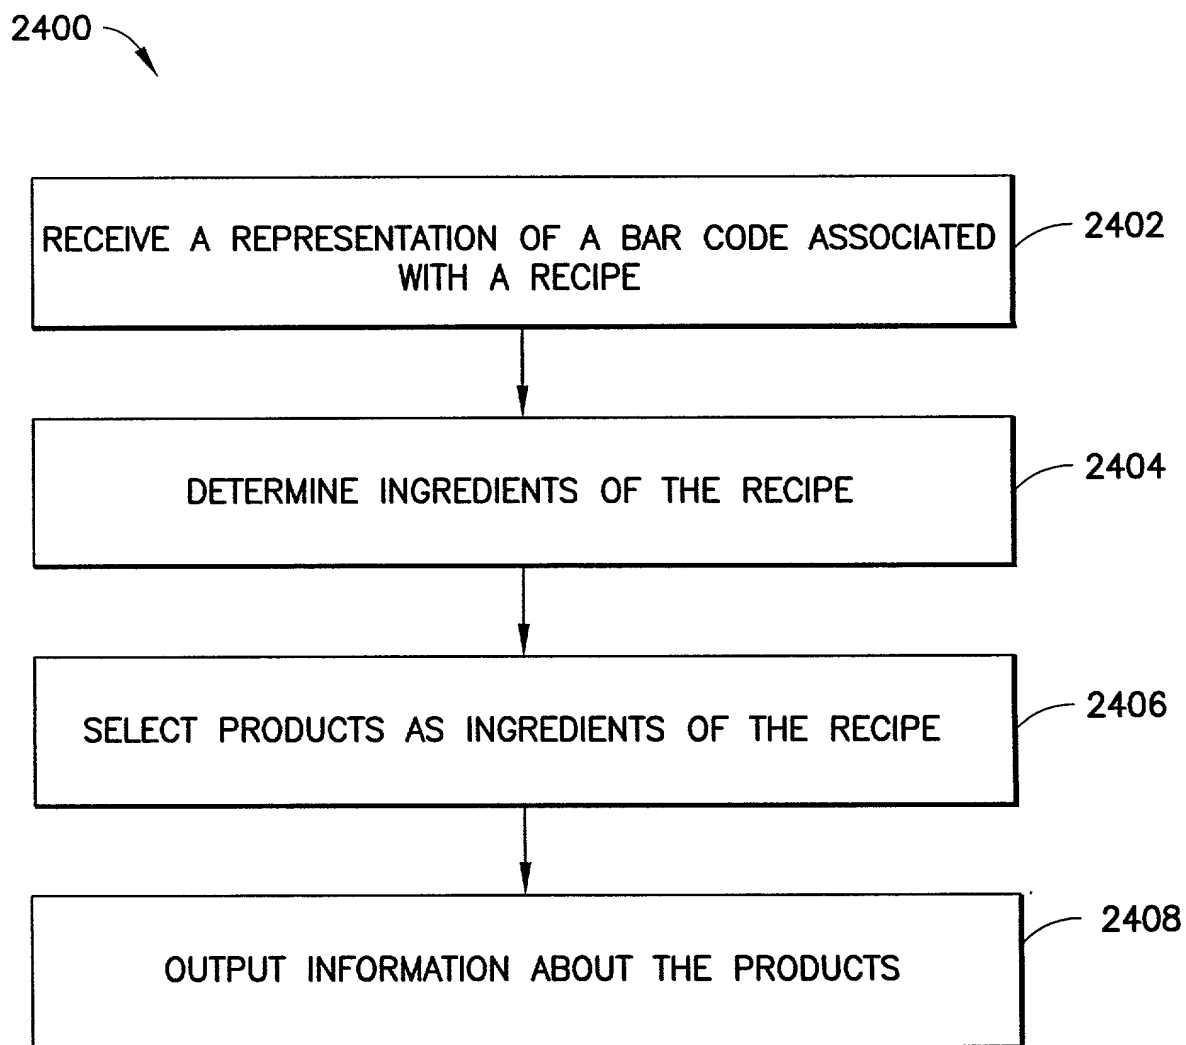 2400
RECEIVE A REPRESENTATION OF A BAR CODE ASSOCIATED
WITH A RECIPE
2402
DETERMINE INGREDIENTS OF THE RECIPE
2404
SELECT PRODUCTS AS INGREDIENTS OF THE RECIPE
2406
OUTPUT INFORMATION ABOUT THE PRODUCTS
2408